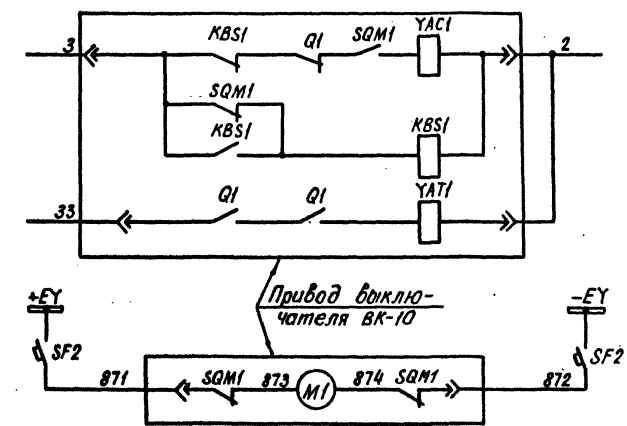 3 KBS1 Q1 SQM1 YAC1 2
SQM1
KBS1 KBS1
33 Q1 Q1 YAT1
+EY Привод выклю- -EY
чателя ВК-10
SF2 SF2
871 SQM1 873 M1 874 SQM1 872